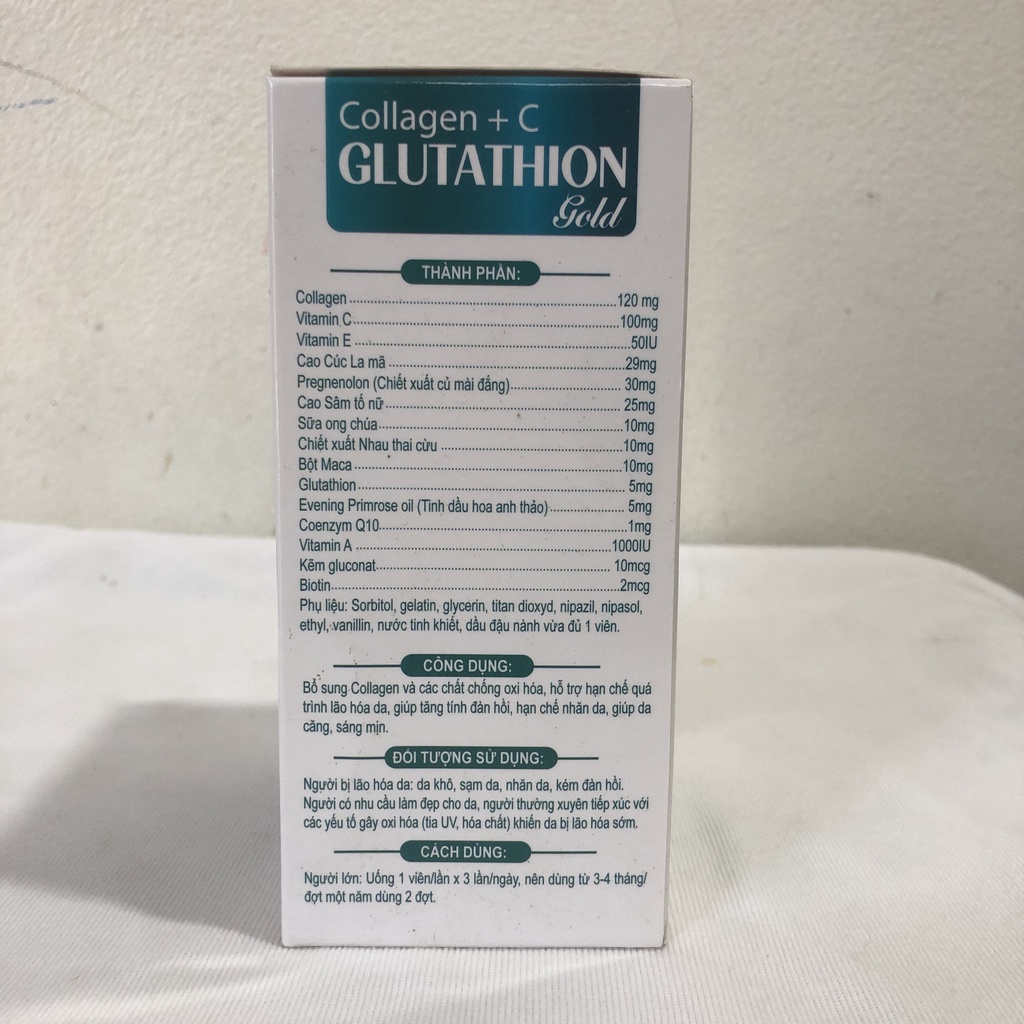 Collagen + C
GLUTATHION
Gold
THÀNH PHẦN:
Collagen..........120 mg
Vitamin C..........100mg
Vitamin E..........50IU
Cao Cúc La mã..........29mg
Pregnenolon (Chiết xuất củ mài đắng)..........30mg
Cao Sâm tố nữ..........25mg
Sữa ong chúa..........10mg
Chiết xuất Nhau thai cừu..........10mg
Bột Maca..........10mg
Glutathion..........5mg
Evening Primrose oil (Tinh dầu hoa anh thảo)..........5mg
Coenzym Q10..........1mg
Vitamin A..........1000IU
Kẽm gluconat..........10mcg
Biotin..........2mcg
Phụ liệu: Sorbitol, gelatin, glycerin, titan dioxyd, nipazil, nipasol,
ethyl, vanillin, nước tinh khiết, dầu đậu nành vừa đủ 1 viên.
CÔNG DỤNG:
Bổ sung Collagen và các chất chống oxi hóa, hỗ trợ hạn chế quá
trình lão hóa da, giúp tăng tính đàn hồi, hạn chế nhăn da, giúp da
căng, sáng mịn.
ĐỐI TƯỢNG SỬ DỤNG:
Người bị lão hóa da: da khô, sạm da, nhăn da, kém đàn hồi.
Người có nhu cầu làm đẹp cho da, người thường xuyên tiếp xúc với
các yếu tố gây oxi hóa (tia UV, hóa chất) khiến da bị lão hóa sớm.
CÁCH DÙNG:
Người lớn: Uống 1 viên/lần x 3 lần/ngày, nên dùng từ 3-4 tháng/
đợt một năm dùng 2 đợt.